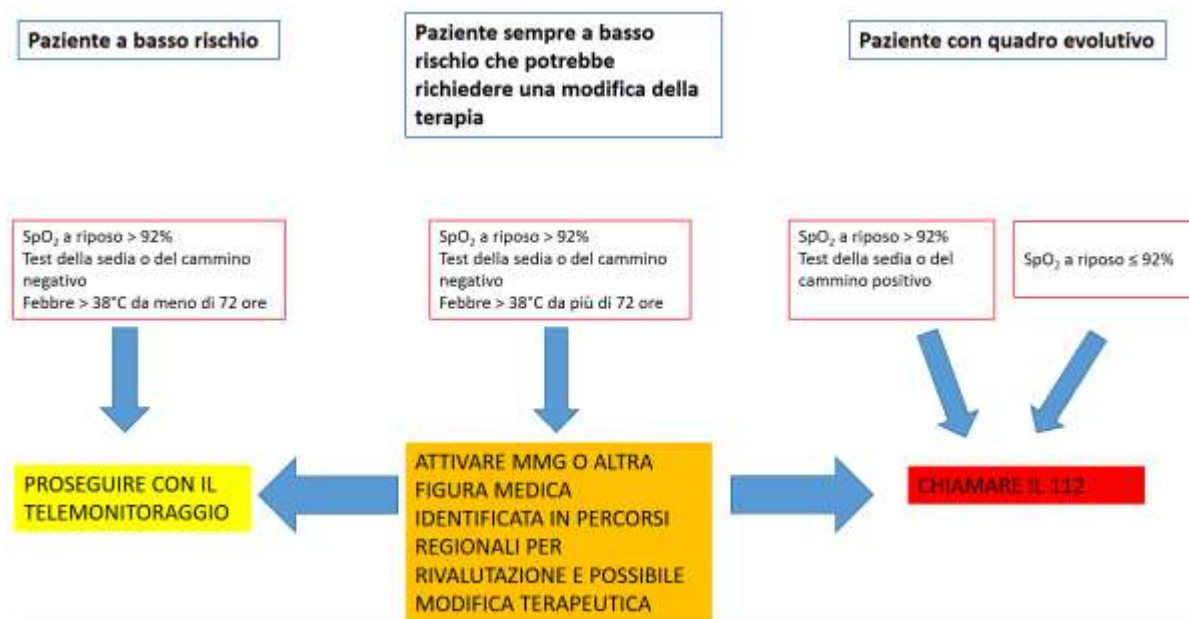 Paziente a basso rischio
Paziente sempre a basso
rischio che potrebbe
richiedere una modifica della
terapia
Paziente con quadro evolutivo
SpO₂ a riposo > 92%
Test della sedia o del cammino
negativo
Febbre > 38°C da meno di 72 ore
SpO₂ a riposo > 92%
Test della sedia o del cammino
negativo
Febbre > 38°C da più di 72 ore
SpO₂ a riposo > 92%
Test della sedia o del
cammino positivo
SpO₂ a riposo ≤ 92%
PROSEGUIRE CON IL
TELEMONITORAGGIO
ATTIVARE MMG O ALTRA
FIGURA MEDICA
IDENTIFICATA IN PERCORSI
REGIONALI PER
RIVALUTAZIONE E POSSIBILE
MODIFICA TERAPEUTICA
CHIAMARE IL 112